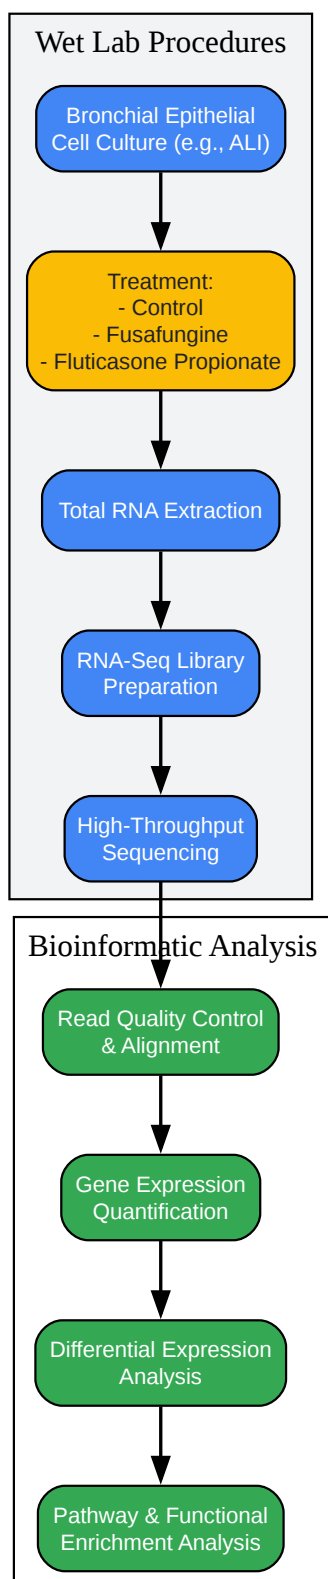 Wet Lab Procedures
Bronchial Epithelial
Cell Culture (e.g., ALI)
Treatment:
- Control
- Fusafungine
- Fluticasone Propionate
Total RNA Extraction
RNA-Seq Library
Preparation
High-Throughput
Sequencing
Bioinformatic Analysis
Read Quality Control
& Alignment
Gene Expression
Quantification
Differential Expression
Analysis
Pathway & Functional
Enrichment Analysis